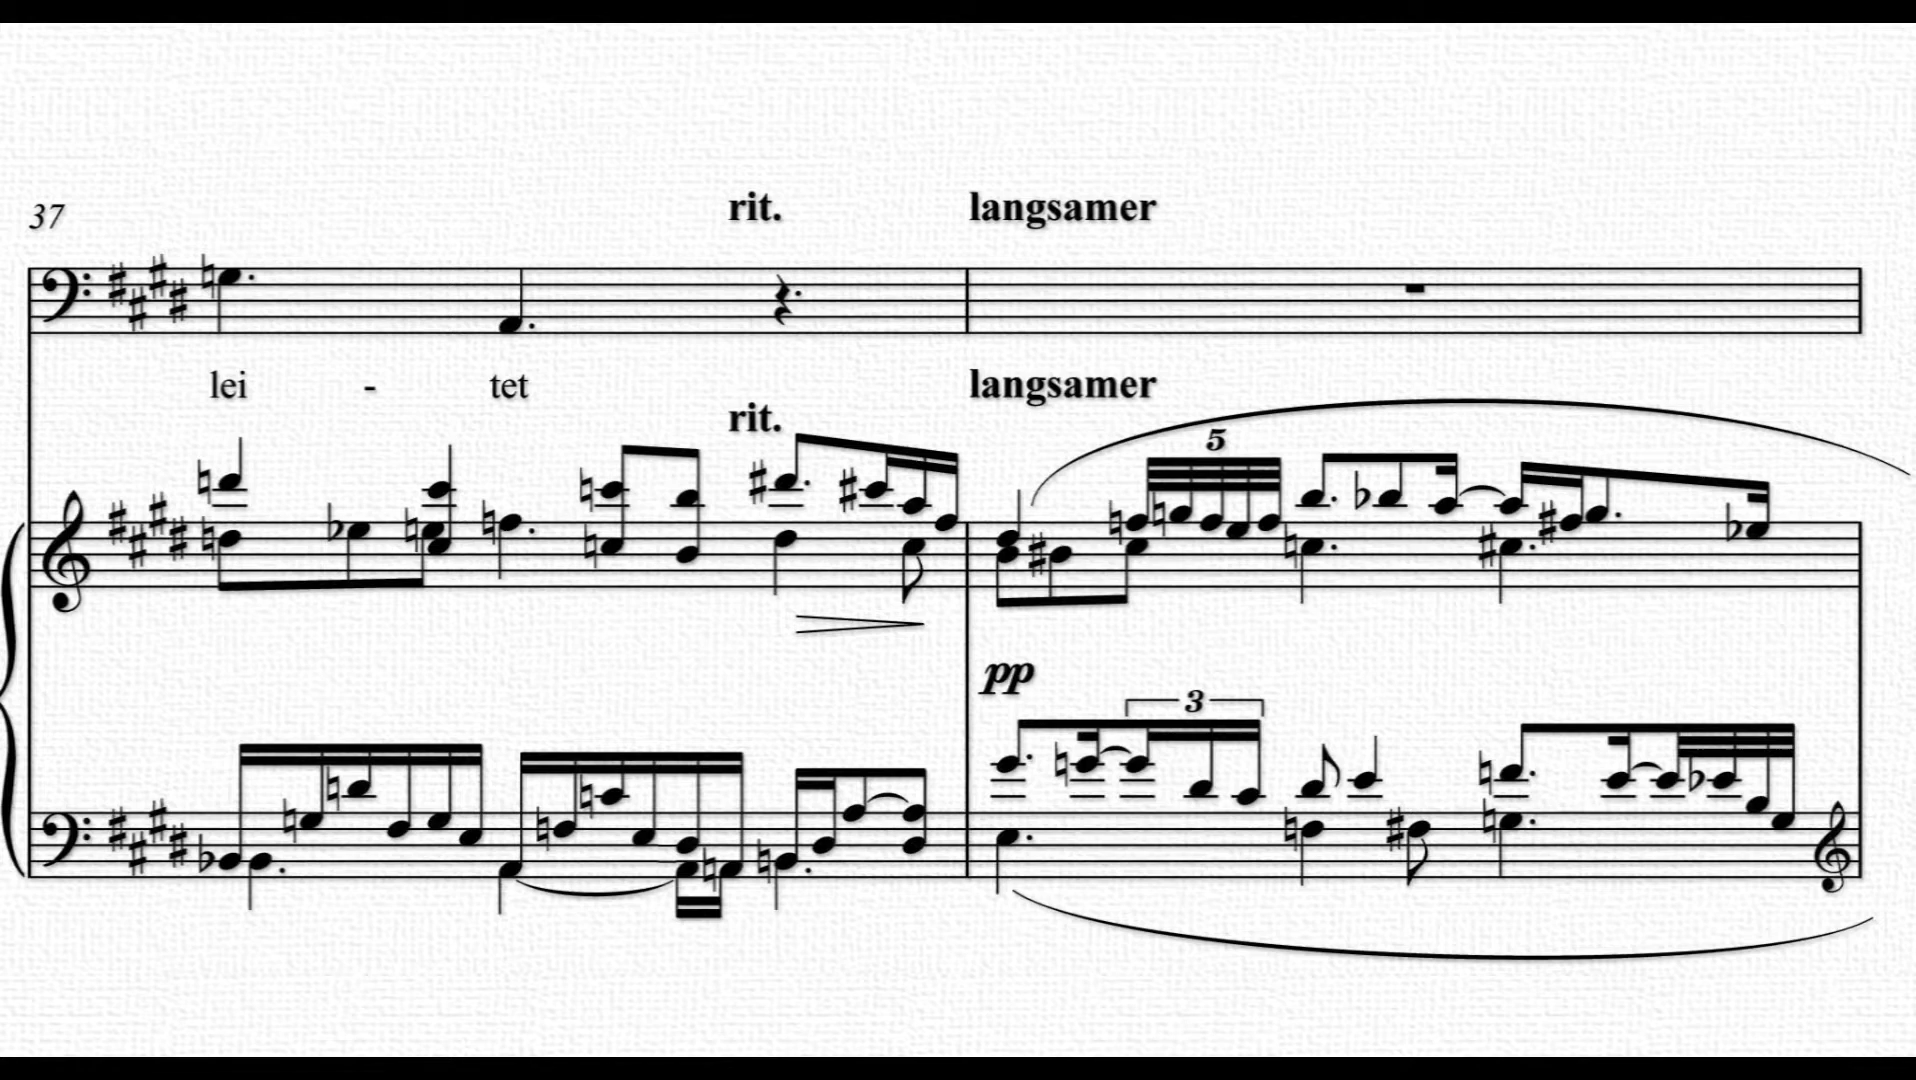 rit. langsamer
37
lei - tet langsamer
rit.
5
pp
3